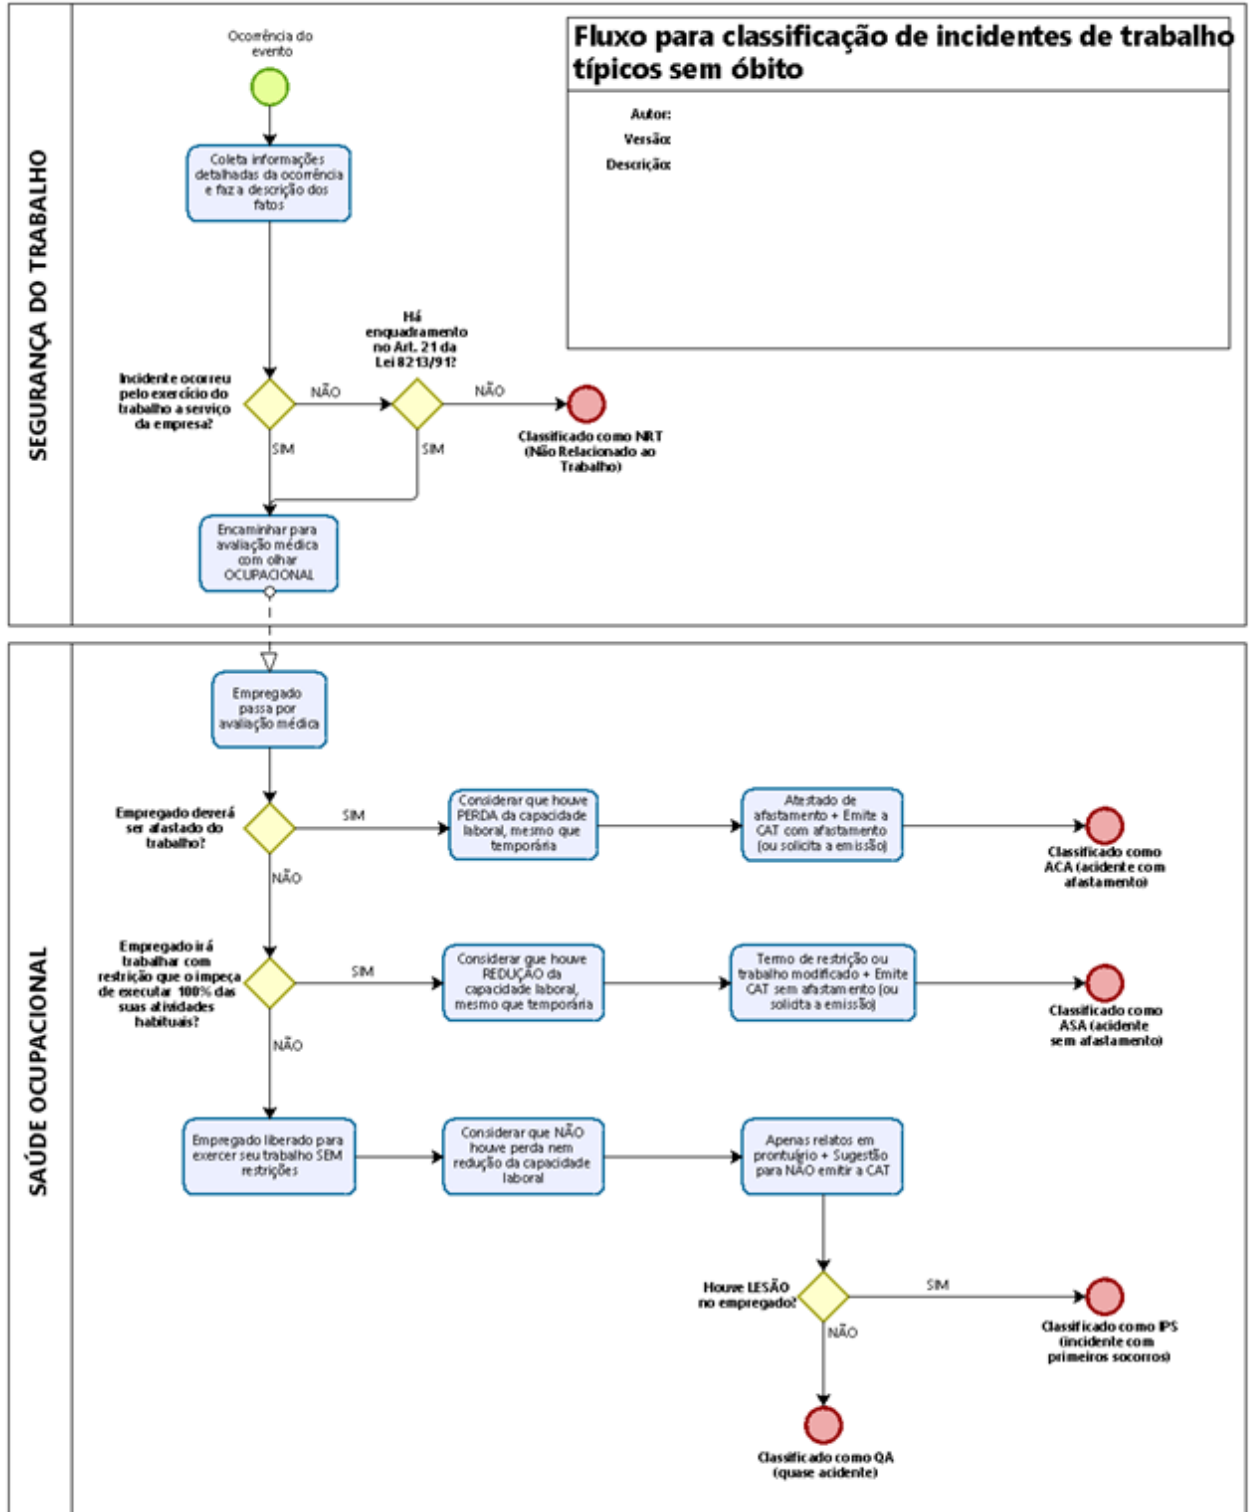 Fluxo para classificação de incidentes de trabalho
típicos sem óbito
Autor:
Versão:
Descrição:
SEGURANÇA DO TRABALHO
Ocorrência do
evento
Coleta informações
detalhadas da ocorrência
e faz a descrição dos
fatos
Incidente ocorreu
pelo exercício do
trabalho a serviço
da empresa?
NÃO
SIM
Há
enquadramento
no Art. 21 da
Lei 8213/91?
NÃO
SIM
Classificado como NRT
(Não Relacionado ao
Trabalho)
Encaminhar para
avaliação médica
com olhar
OCUPACIONAL
SAÚDE OCUPACIONAL
Empregado
passa por
avaliação médica
Empregado deverá
ser afastado do
trabalho?
SIM
NÃO
Considerar que houve
PERDA da capacidade
laboral, mesmo que
temporária
Atestado de
afastamento + Emite a
CAT com afastamento
(ou solicita a emissão)
Classificado como
ACA (acidente com
afastamento)
Empregado irá
trabalhar com
restrição que o impeça
de executar 100% das
suas atividades
habituais?
SIM
NÃO
Considerar que houve
REDUÇÃO da
capacidade laboral,
mesmo que temporária
Termo de restrição ou
trabalho modificado + Emite
CAT sem afastamento (ou
solicita a emissão)
Classificado como
ASA (acidente
sem afastamento)
Empregado liberado para
exercer seu trabalho SEM
restrições
Considerar que NÃO
houve perda nem
redução da capacidade
laboral
Apenas relatos em
prontuário + Sugestão
para NÃO emitir a CAT
Houve LESÃO
no empregado?
SIM
NÃO
Classificado como IPS
(incidente com
primeiros socorros)
Classificado como QA
(quase acidente)